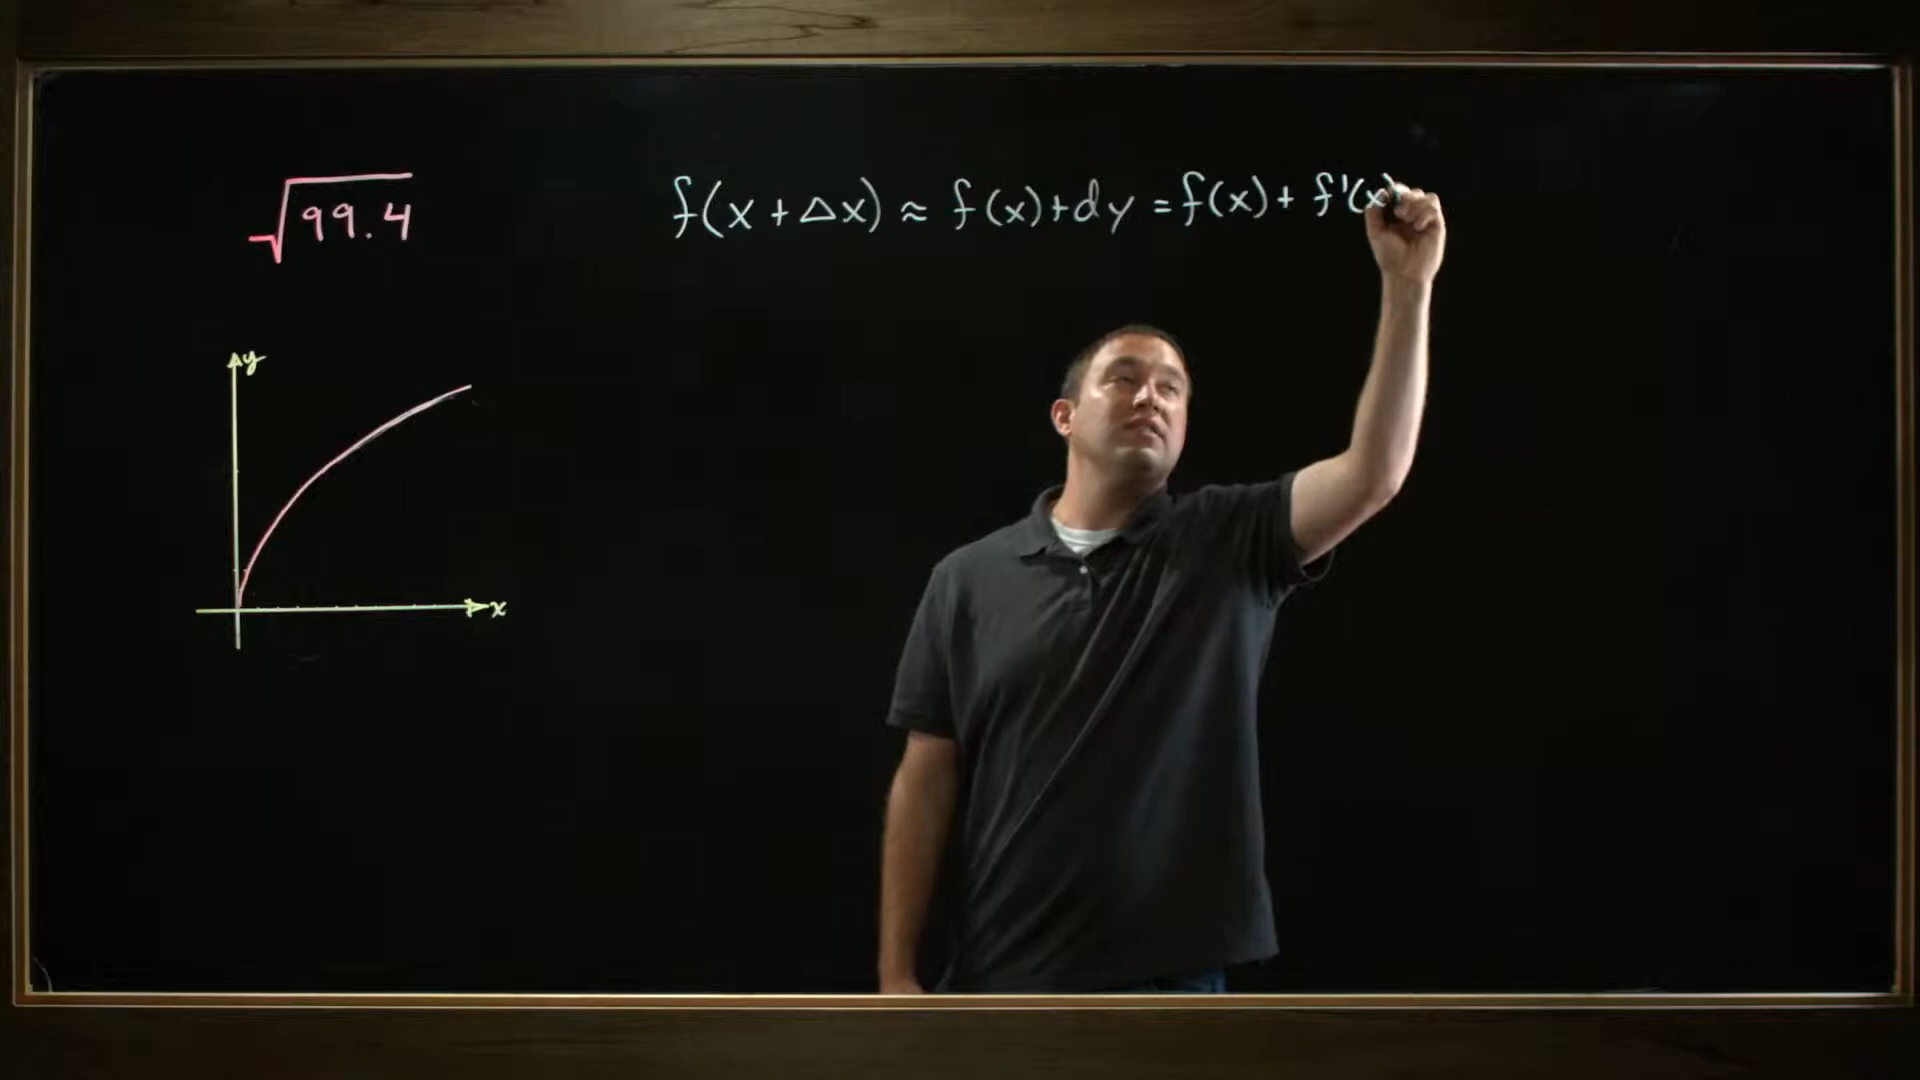 √99.4
f(x+Δx) ≈ f(x)+dy = f(x) + f'(x)
y
x